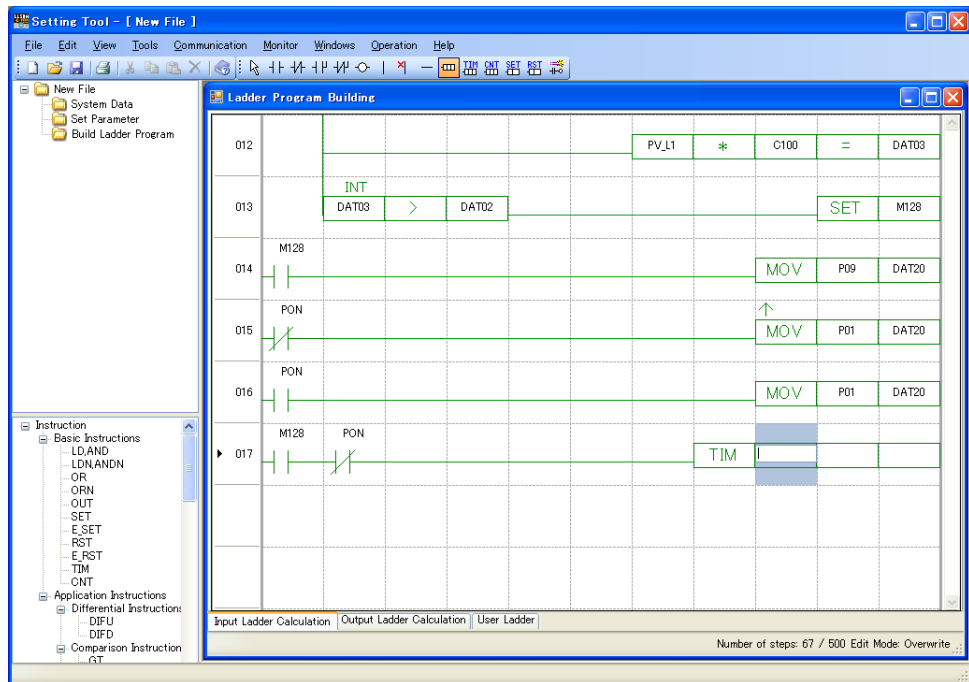 Setting Tool - [ New File ]
File Edit View Tools Communication Monitor Windows Operation Help
TIM CNT SET RST
New File
System Data
Set Parameter
Build Ladder Program
Instruction
Basic Instructions
LD,AND
LDN,ANDN
OR
ORN
OUT
SET
E_SET
RST
E_RST
TIM
CNT
Application Instructions
Differential Instructions
DIFU
DIFD
Comparison Instruction
GT
Ladder Program Building
012 PV_L1 * C100 = DAT03
INT
013 DAT03 > DAT02 SET M128
M128
014 MOV P09 DAT20
PON ↑
015 MOV P01 DAT20
PON
016 MOV P01 DAT20
M128 PON
017 TIM
Input Ladder Calculation Output Ladder Calculation User Ladder
Number of steps: 67 / 500 Edit Mode: Overwrite